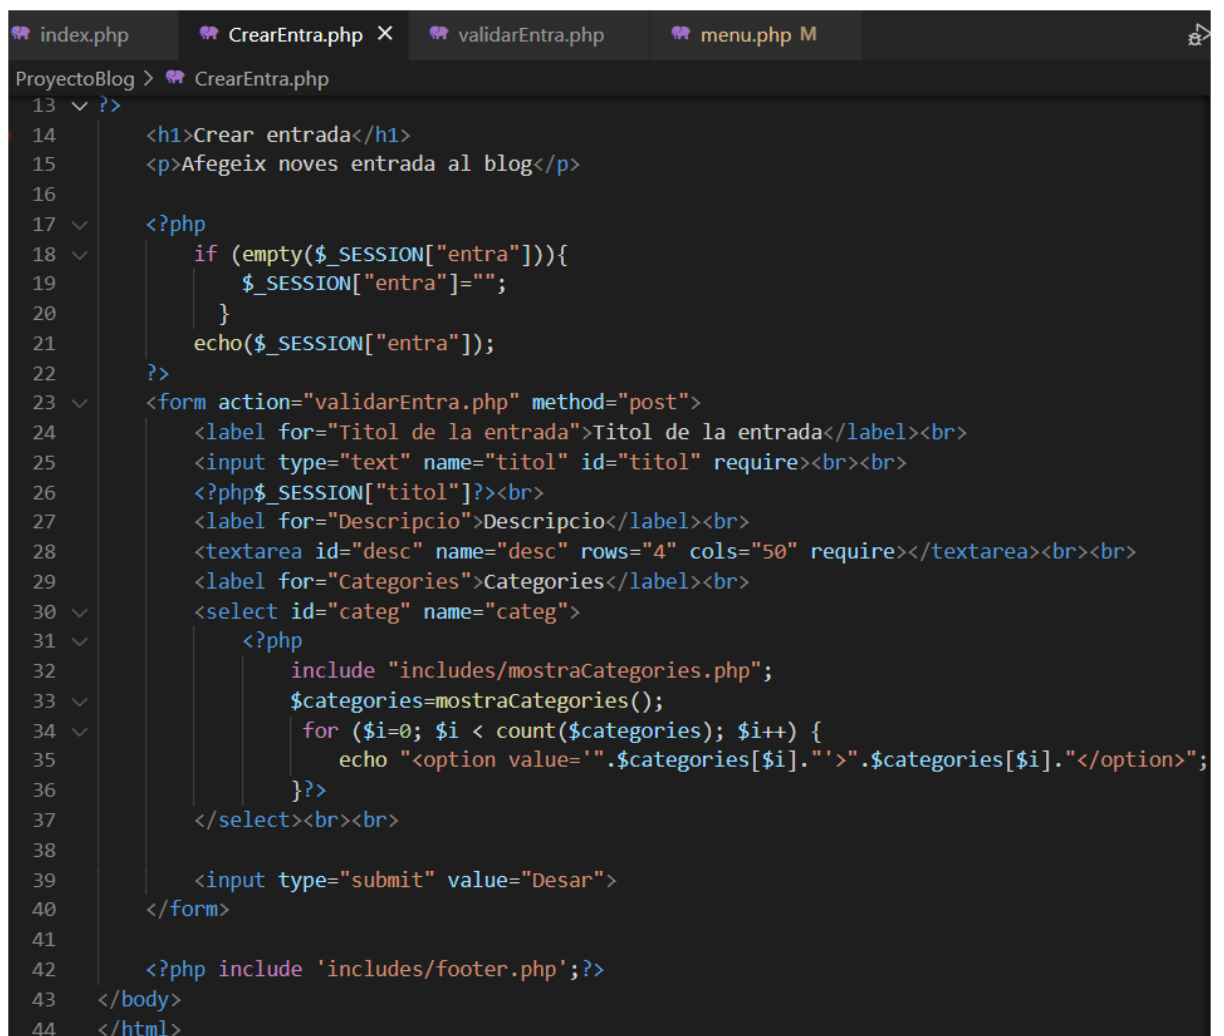 index.php CrearEntra.php × validarEntra.php menu.php M
ProyectoBlog > CrearEntra.php
13 ?>
14 <h1>Crear entrada</h1>
15 <p>Afegeix noves entrada al blog</p>
16
17 <?php
18 if (empty($_SESSION["entra"])){
19 $_SESSION["entra"]="";
20 }
21 echo($_SESSION["entra"]);
22 ?>
23 <form action="validarEntra.php" method="post">
24 <label for="Titol de la entrada">Titol de la entrada</label><br>
25 <input type="text" name="titol" id="titol" require><br><br>
26 <?php$_SESSION["titol"]?><br>
27 <label for="Descripcio">Descripcio</label><br>
28 <textarea id="desc" name="desc" rows="4" cols="50" require></textarea><br><br>
29 <label for="Categories">Categories</label><br>
30 <select id="categ" name="categ">
31 <?php
32 include "includes/mostraCategories.php";
33 $categories=mostraCategories();
34 for ($i=0; $i < count($categories); $i++) {
35 echo "<option value='".$categories[$i]."'>".$categories[$i]."</option>";
36 }?>
37 </select><br><br>
38
39 <input type="submit" value="Desar">
40 </form>
41
42 <?php include 'includes/footer.php';?>
43 </body>
44 </html>